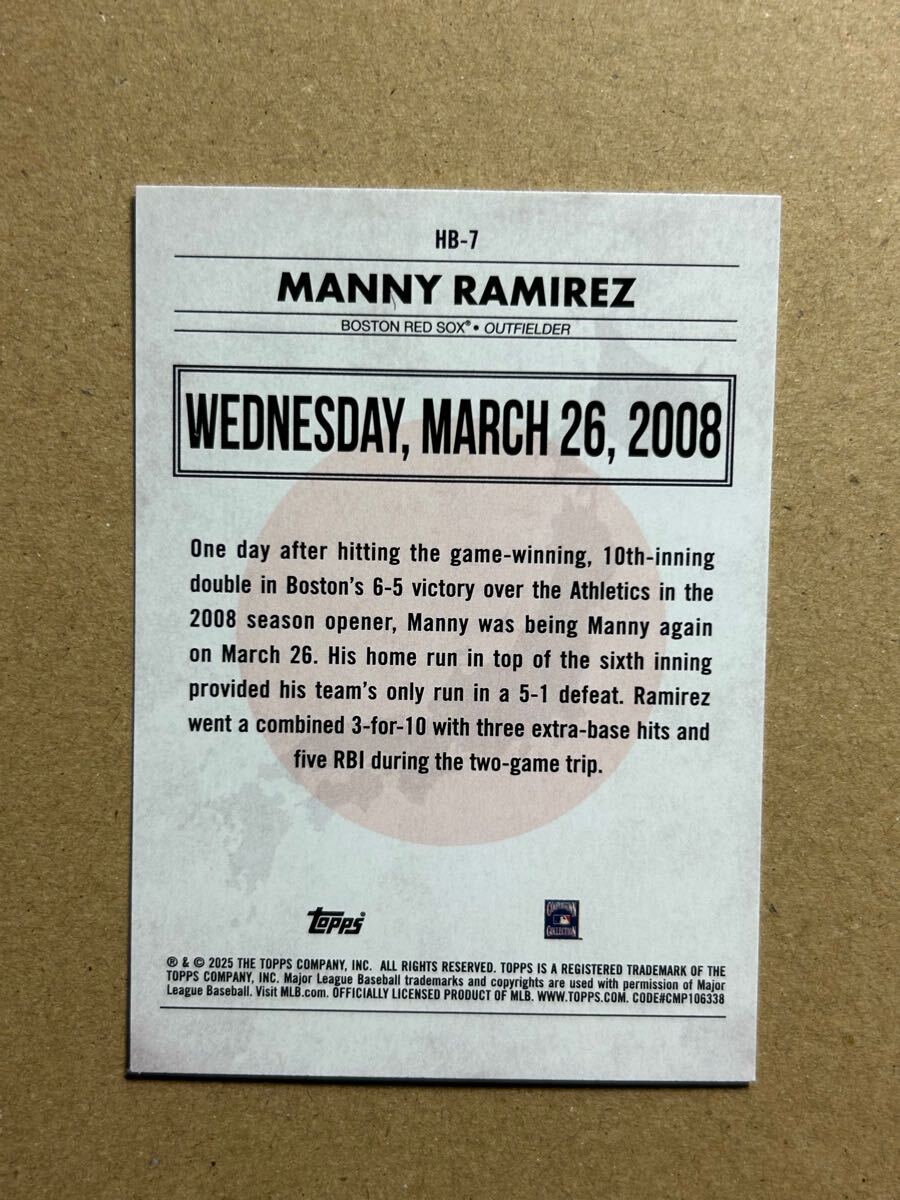 HB-7
MANNY RAMIREZ
BOSTON RED SOX® • OUTFIELDER
WEDNESDAY, MARCH 26, 2008
One day after hitting the game-winning, 10th-inning
double in Boston's 6-5 victory over the Athletics in the
2008 season opener, Manny was being Manny again
on March 26. His home run in top of the sixth inning
provided his team's only run in a 5-1 defeat. Ramirez
went a combined 3-for-10 with three extra-base hits and
five RBI during the two-game trip.
topps®
COOPERSTOWN
COLLECTION
® & © 2025 THE TOPPS COMPANY, INC. ALL RIGHTS RESERVED. TOPPS IS A REGISTERED TRADEMARK OF THE
TOPPS COMPANY, INC. Major League Baseball trademarks and copyrights are used with permission of Major
League Baseball. Visit MLB.com. OFFICIALLY LICENSED PRODUCT OF MLB. WWW.TOPPS.COM. CODE#CMP106338